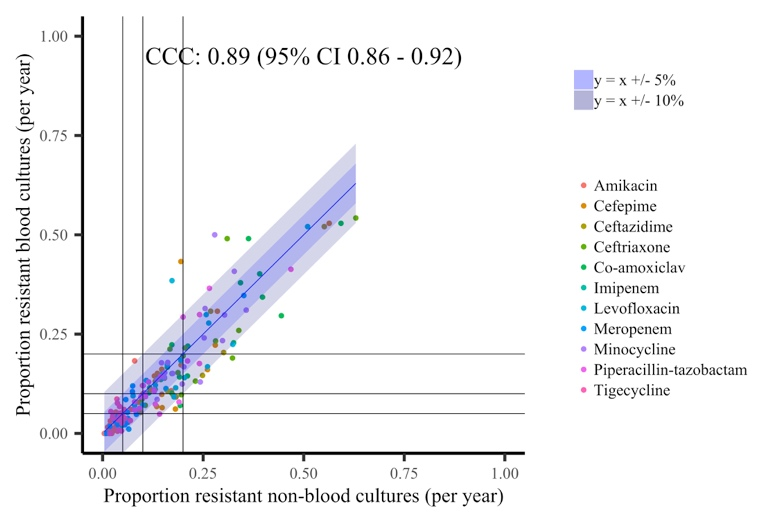 CCC: 0.89 (95% CI 0.86 - 0.92)
Proportion resistant blood cultures (per year)
1.00
0.75
0.50
0.25
0.00
0.00 0.25 0.50 0.75 1.00
Proportion resistant non-blood cultures (per year)
y = x +/- 5%
y = x +/- 10%
Amikacin
Cefepime
Ceftazidime
Ceftriaxone
Co-amoxiclav
Imipenem
Levofloxacin
Meropenem
Minocycline
Piperacillin-tazobactam
Tigecycline